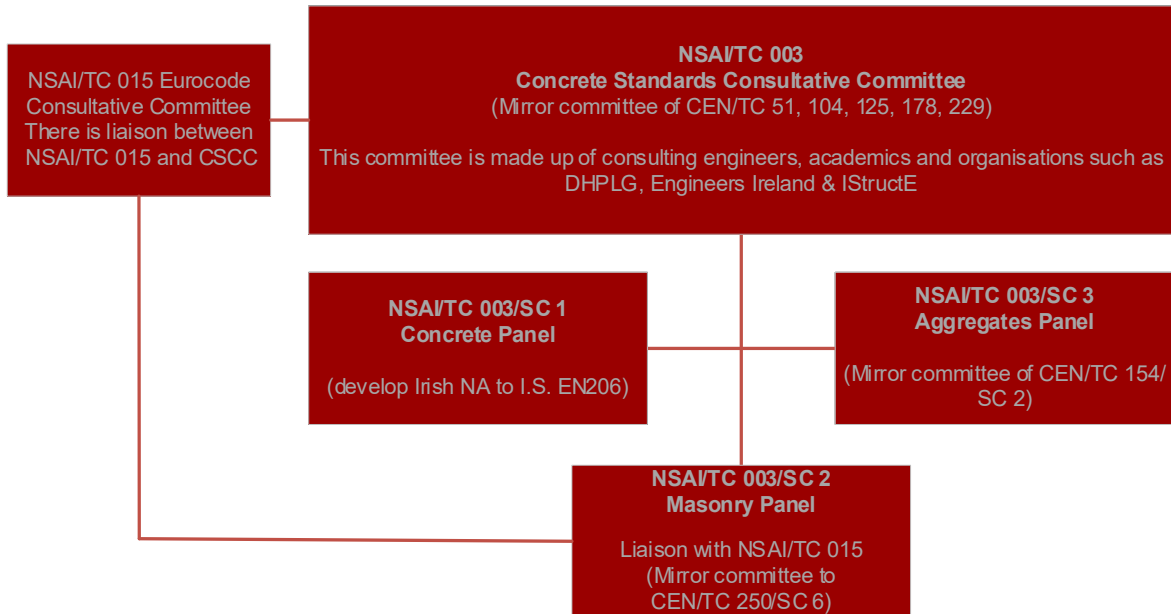 NSAI/TC 015 Eurocode
Consultative Committee
There is liaison between
NSAI/TC 015 and CSCC
NSAI/TC 003
Concrete Standards Consultative Committee
(Mirror committee of CEN/TC 51, 104, 125, 178, 229)
This committee is made up of consulting engineers, academics and organisations such as
DHPLG, Engineers Ireland & IStructE
NSAI/TC 003/SC 1
Concrete Panel
(develop Irish NA to I.S. EN206)
NSAI/TC 003/SC 3
Aggregates Panel
(Mirror committee of CEN/TC 154/
SC 2)
NSAI/TC 003/SC 2
Masonry Panel
Liaison with NSAI/TC 015
(Mirror committee to
CEN/TC 250/SC 6)